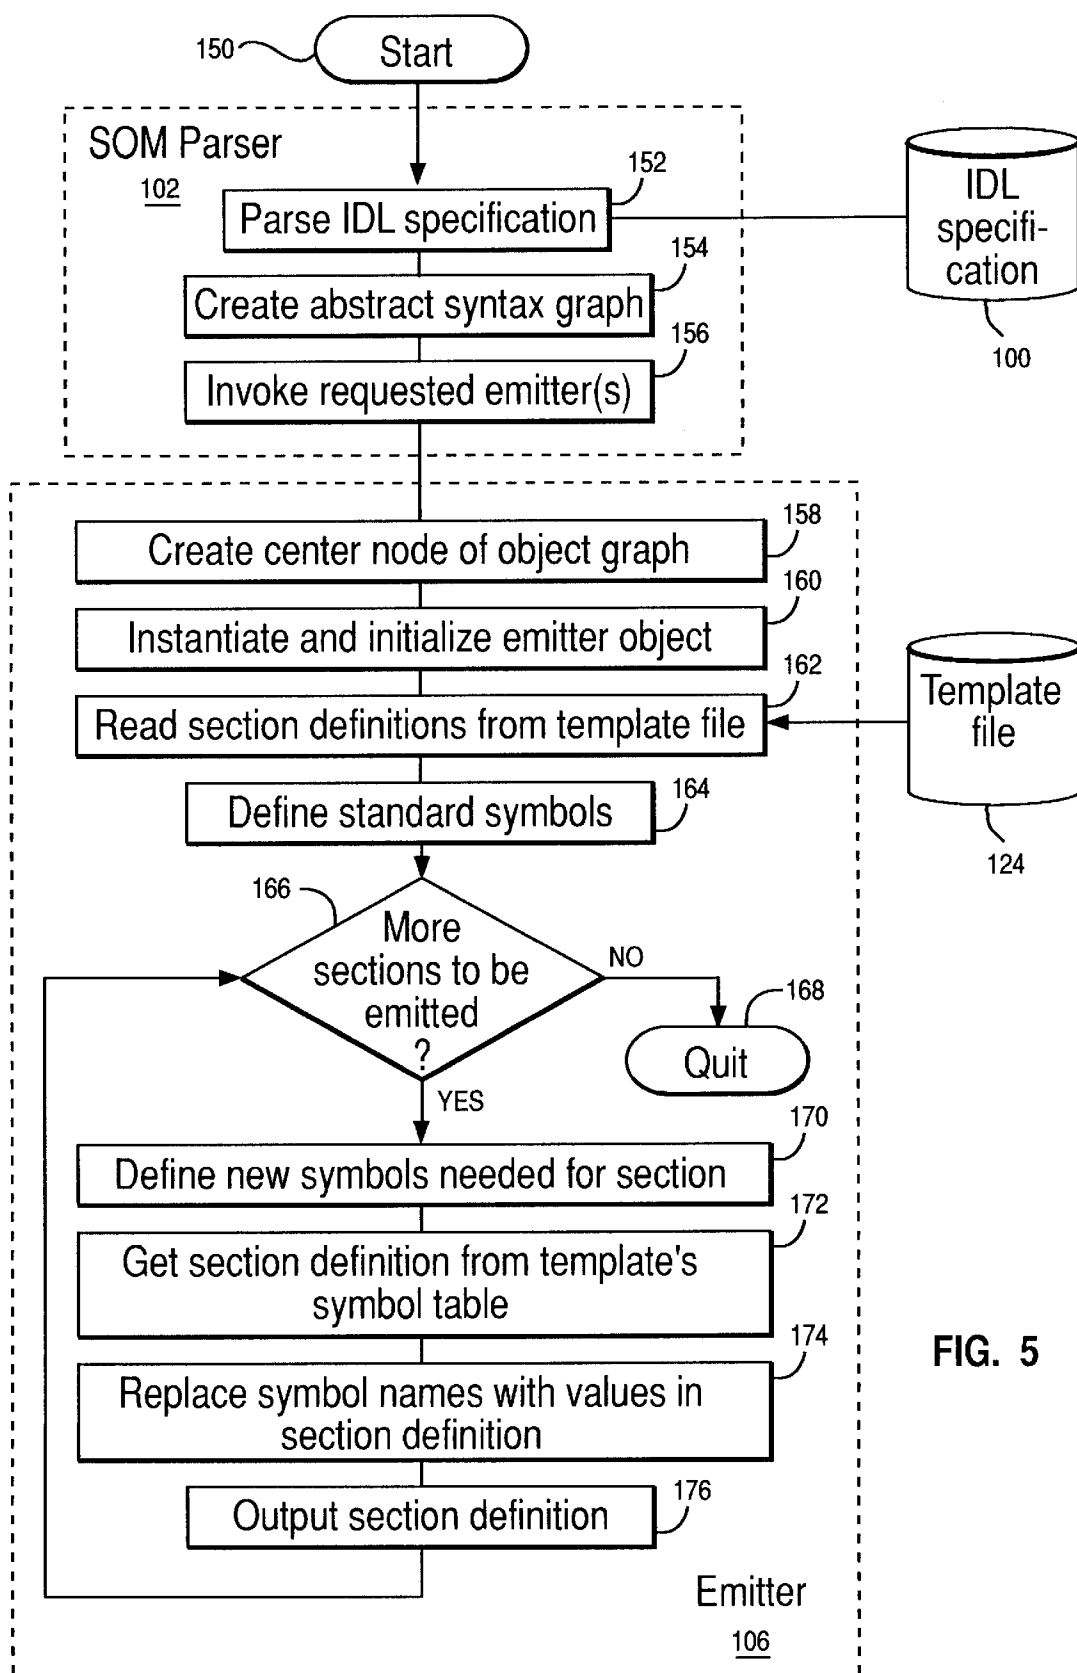 150
Start
SOM Parser
102
152
Parse IDL specification
IDL
specifi-
cation
100
154
Create abstract syntax graph
156
Invoke requested emitter(s)
158
Create center node of object graph
160
Instantiate and initialize emitter object
162
Read section definitions from template file
Template
file
124
164
Define standard symbols
166
More
sections to be
emitted
?
NO
168
Quit
YES
170
Define new symbols needed for section
172
Get section definition from template's
symbol table
174
Replace symbol names with values in
section definition
FIG. 5
176
Output section definition
Emitter
106